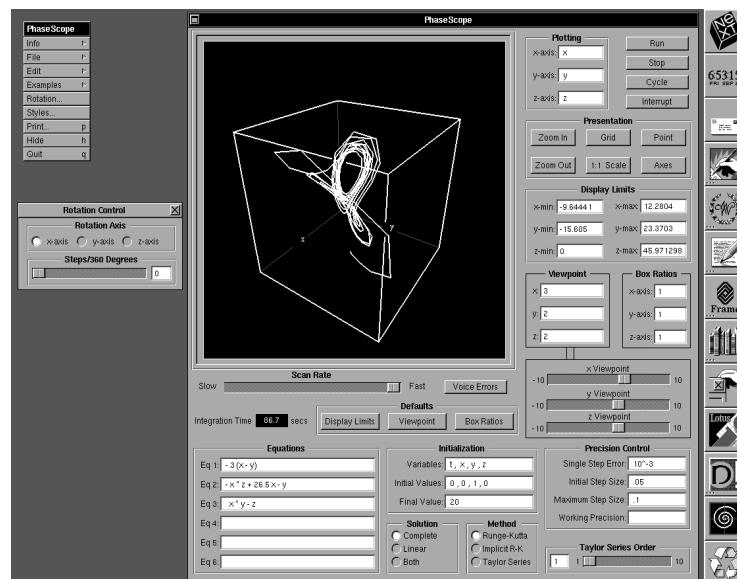 PhaseScope
Info
File
Edit
Examples
Rotation...
Styles...
Print... p
Hide h
Quit q
Rotation Control
Rotation Axis
x-axis y-axis z-axis
Steps/360 Degrees
0
PhaseScope
x
y
Plotting
x-axis: x
y-axis: y
z-axis: z
Run
Stop
Cycle
Interrupt
Presentation
Zoom In Grid Point
Zoom Out 1:1 Scale Axes
Display Limits
x-min: -9.64441 x-max: 12.2804
y-min: -15.605 y-max: 23.3703
z-min: 0 z-max: 45.971298
Viewpoint
x: 3
y: 2
z: 2
Box Ratios
x-axis: 1
y-axis: 1
z-axis: 1
x Viewpoint
-10 10
y Viewpoint
z Viewpoint
-10 10
Scan Rate
Slow Fast
Voice Errors
Integration Time 86.7 secs
Defaults
Display Limits Viewpoint Box Ratios
Equations
Eq 1: - 3 (x - y)
Eq 2: - x * z + 26.5 x - y
Eq 3: x * y - z
Eq 4:
Eq 5:
Eq 6:
Initialization
Variables: t , x , y , z
Initial Values: 0 , 0 , 1 , 0
Final Value: 20
Solution
Complete
Linear
Both
Method
Runge-Kutta
Implicit R-K
Taylor Series
Precision Control
Single Step Error: 10^-3
Initial Step Size: .05
Maximum Step Size: .1
Working Precision:
Taylor Series Order
1 1 10
NeXT
FRI SEP
Frame
Lotus